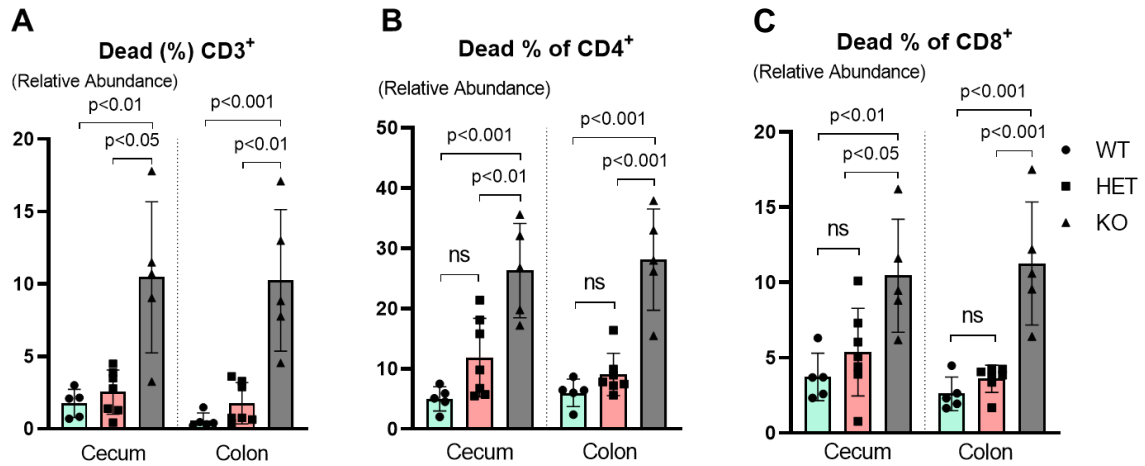 A
Dead (%) CD3+
(Relative Abundance)
p<0.01
p<0.001
p<0.05
p<0.01
20
15
10
5
0
Cecum
Colon
B
Dead % of CD4+
(Relative Abundance)
p<0.001
p<0.001
p<0.01
p<0.001
ns
ns
50
40
30
20
10
0
Cecum
Colon
C
Dead % of CD8+
(Relative Abundance)
p<0.01
p<0.001
p<0.05
p<0.001
ns
ns
20
15
10
5
0
Cecum
Colon
WT
HET
KO